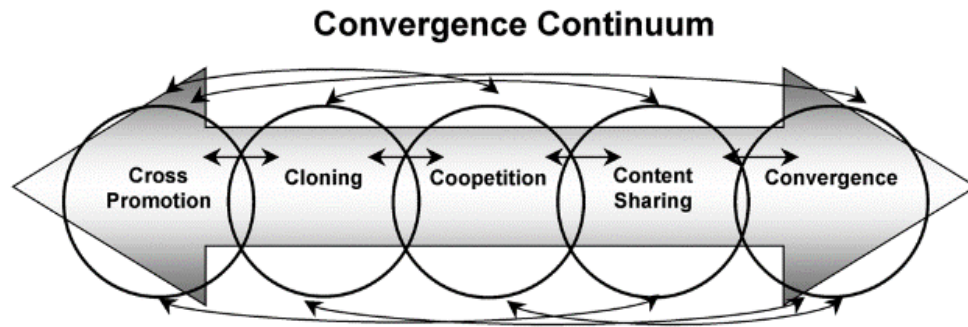 Convergence Continuum
Cross
Promotion
Cloning
Coopetition
Content
Sharing
Convergence